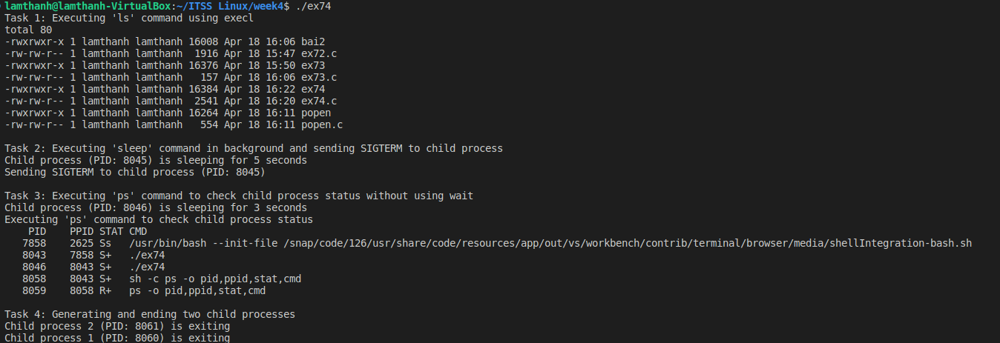 lamthanh@lamthanh-VirtualBox:~/ITSS Linux/week4$ ./ex74
Task 1: Executing 'ls' command using execl
total 80
-rwxrwxr-x 1 lamthanh lamthanh 16008 Apr 18 16:06 bai2
-rw-rw-r-- 1 lamthanh lamthanh  1916 Apr 18 15:47 ex72.c
-rwxrwxr-x 1 lamthanh lamthanh 16376 Apr 18 15:50 ex73
-rw-rw-r-- 1 lamthanh lamthanh   157 Apr 18 16:06 ex73.c
-rwxrwxr-x 1 lamthanh lamthanh 16384 Apr 18 16:22 ex74
-rw-rw-r-- 1 lamthanh lamthanh  2541 Apr 18 16:20 ex74.c
-rwxrwxr-x 1 lamthanh lamthanh 16264 Apr 18 16:11 popen
-rw-rw-r-- 1 lamthanh lamthanh   554 Apr 18 16:11 popen.c
Task 2: Executing 'sleep' command in background and sending SIGTERM to child process
Child process (PID: 8045) is sleeping for 5 seconds
Sending SIGTERM to child process (PID: 8045)
Task 3: Executing 'ps' command to check child process status without using wait
Child process (PID: 8046) is sleeping for 3 seconds
Executing 'ps' command to check child process status
    PID    PPID STAT CMD
   7858    2625 Ss   /usr/bin/bash --init-file /snap/code/126/usr/share/code/resources/app/out/vs/workbench/contrib/terminal/browser/media/shellIntegration-bash.sh
   8043    7858 S+   ./ex74
   8046    8043 S+   ./ex74
   8058    8043 S+   sh -c ps -o pid,ppid,stat,cmd
   8059    8058 R+   ps -o pid,ppid,stat,cmd
Task 4: Generating and ending two child processes
Child process 2 (PID: 8061) is exiting
Child process 1 (PID: 8060) is exiting